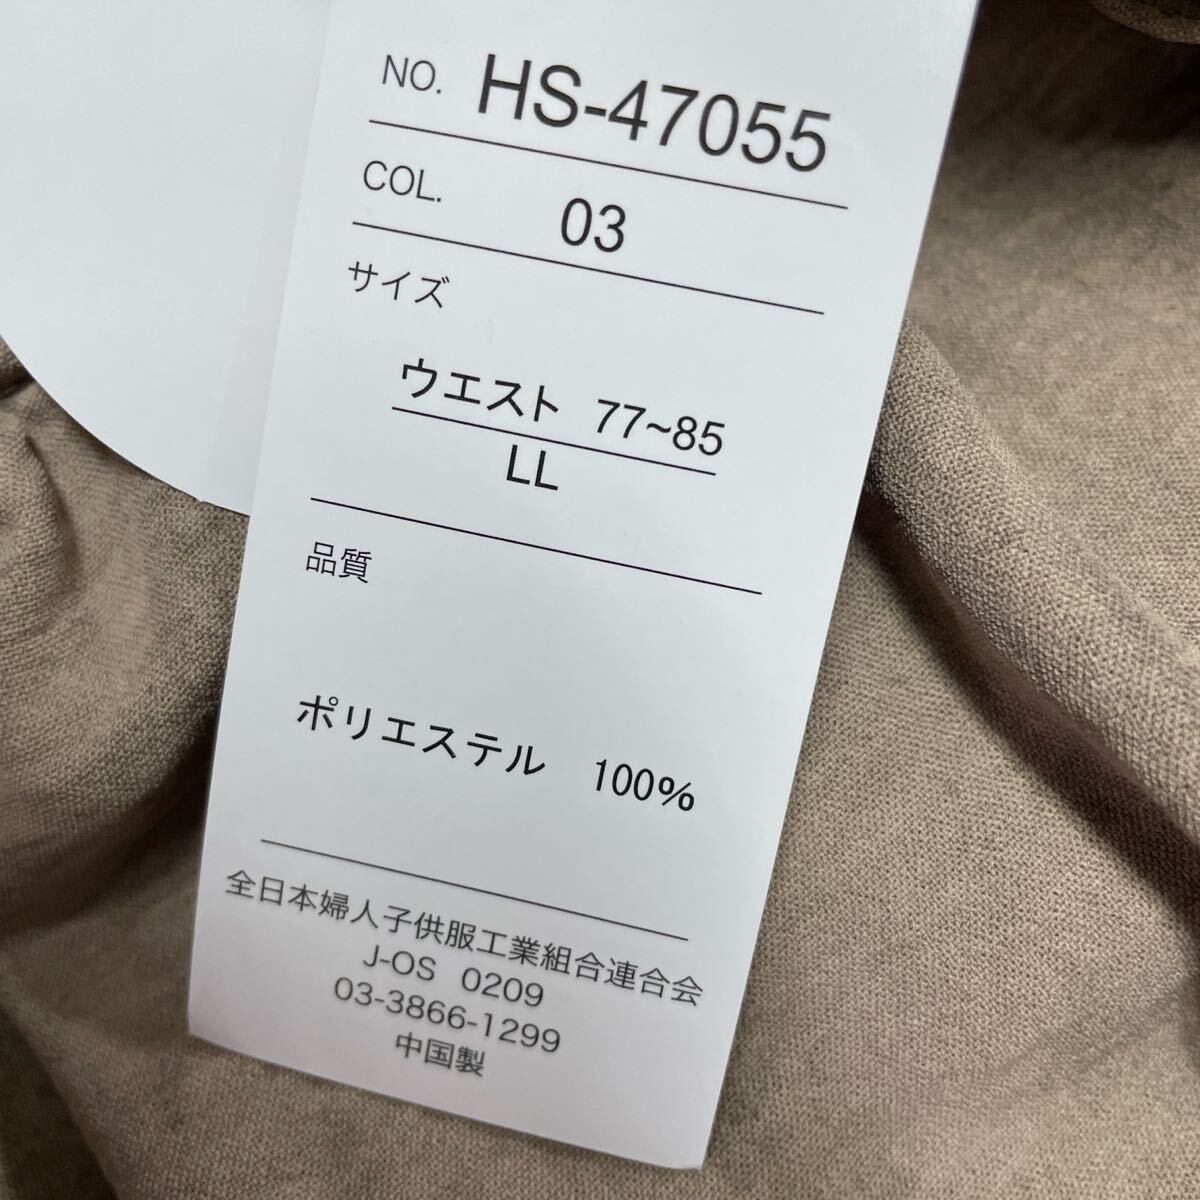 NO. HS-47055
COL. 03
サイズ
ウエスト 77~85
LL
品質
ポリエステル 100%
全日本婦人子供服工業組合連合会
J-OS 0209
03-3866-1299
中国製